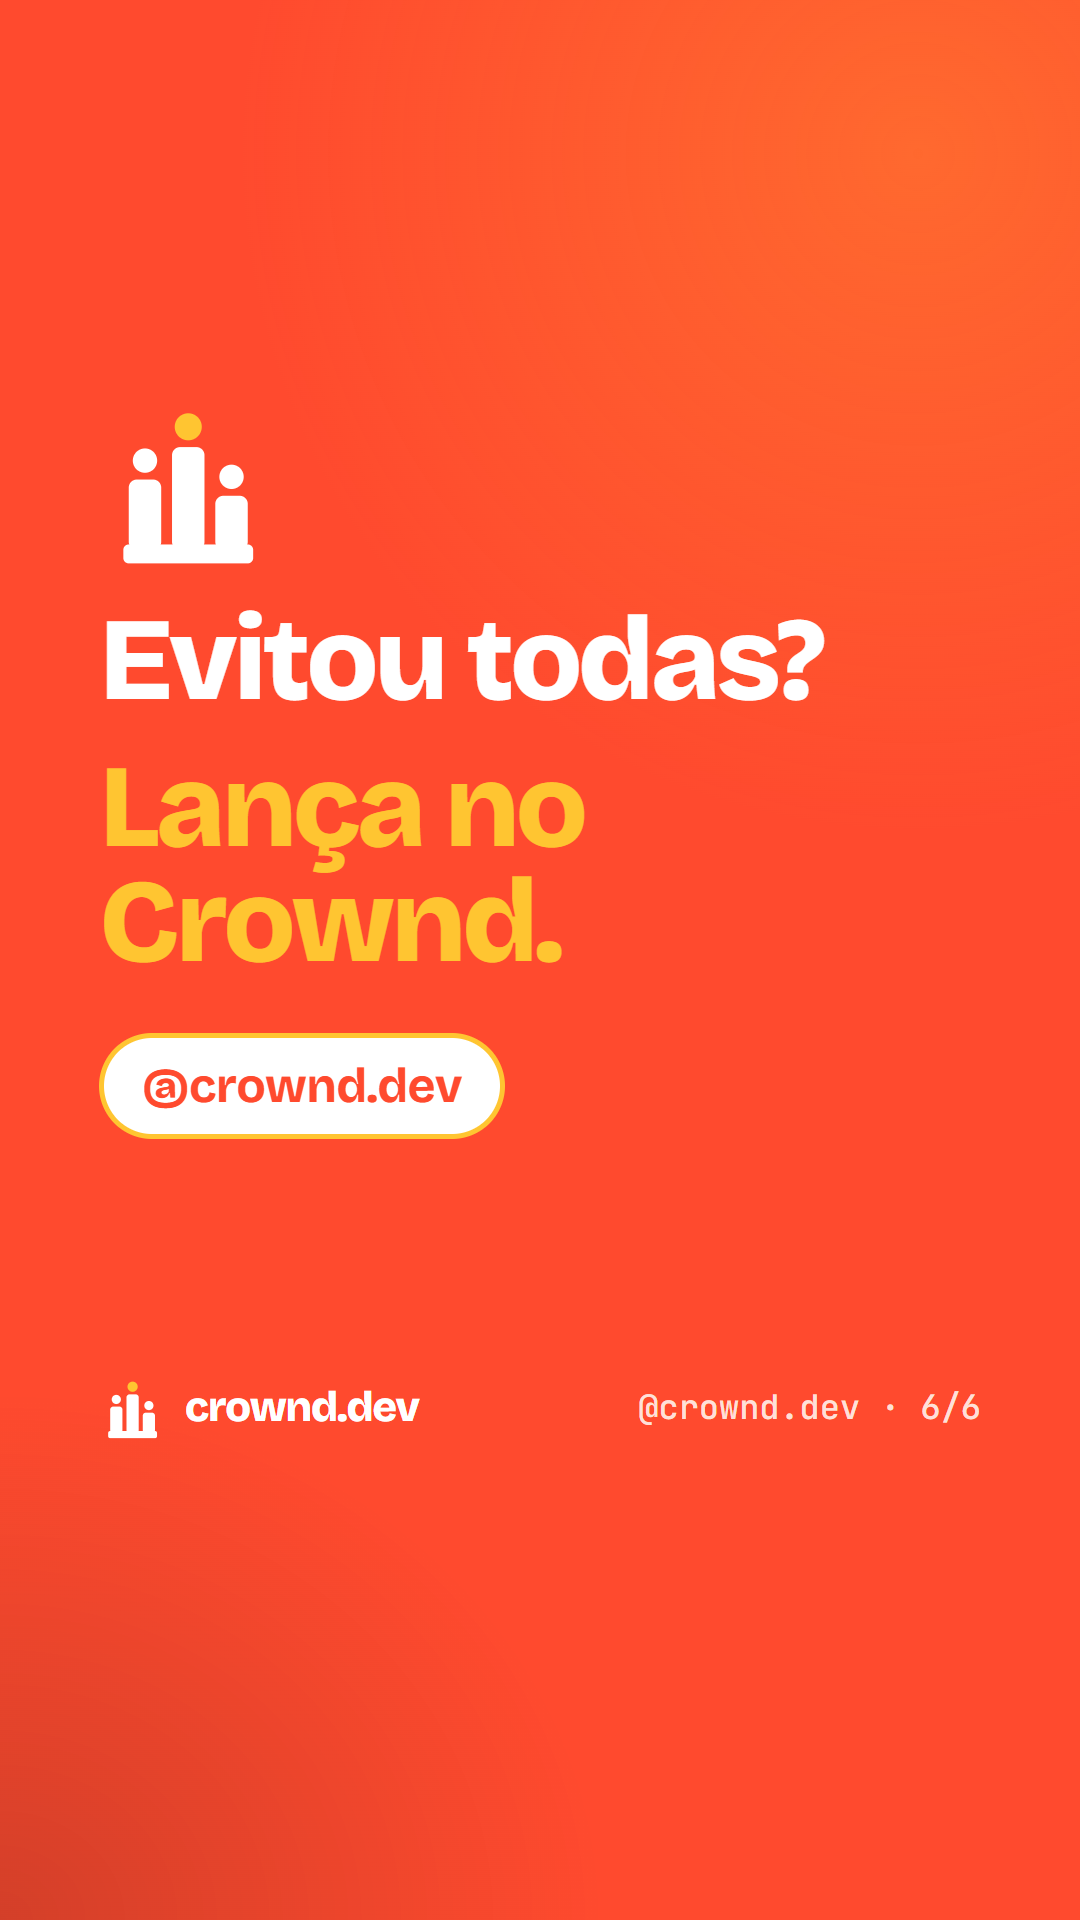 Evitou todas?
Lança no
Crownd.
@crownd.dev
crownd.dev
@crownd.dev · 6/6